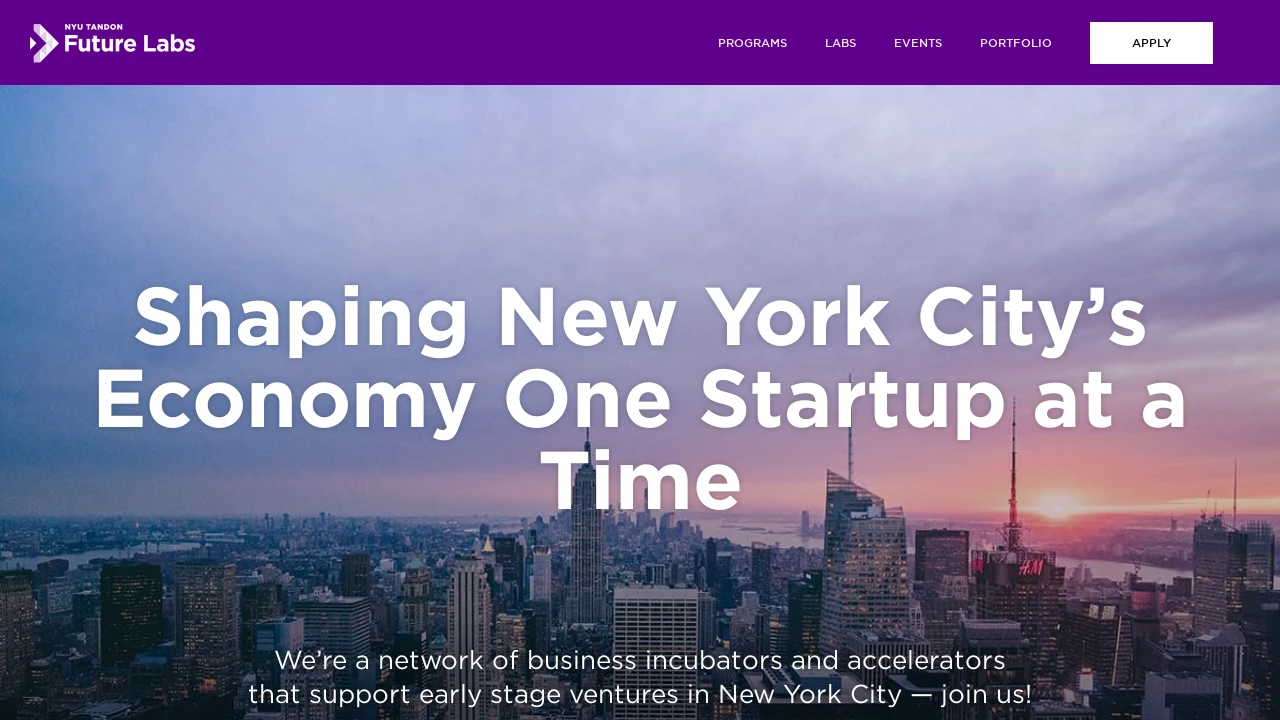 NYU TANDON
Future Labs
PROGRAMS
LABS
EVENTS
PORTFOLIO
APPLY
Shaping New York City’s
Economy One Startup at a
Time
H&M
We’re a network of business incubators and accelerators
that support early stage ventures in New York City — join us!